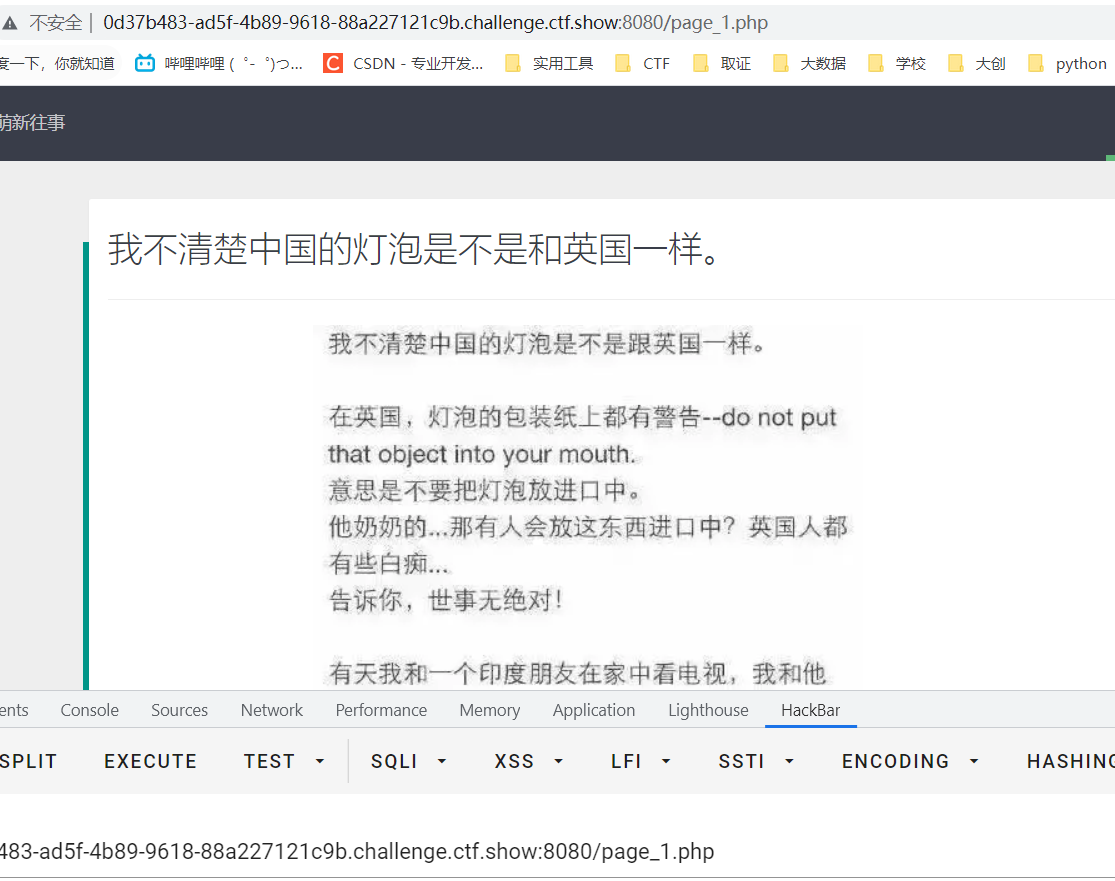 不安全 | 0d37b483-ad5f-4b89-9618-88a227121c9b.challenge.ctf.show:8080/page_1.php
度一下，你就知道 哔哩哔哩 ( ゜- ゜)つ... CSDN - 专业开发... 实用工具 CTF 取证 大数据 学校 大创 python
萌新往事
我不清楚中国的灯泡是不是和英国一样。
我不清楚中国的灯泡是不是跟英国一样。
在英国，灯泡的包装纸上都有警告--do not put
that object into your mouth.
意思是不要把灯泡放进口中。
他奶奶的...那有人会放这东西进口中？英国人都
有些白痴...
告诉你，世事无绝对！
有天我和一个印度朋友在家中看电视，我和他
ents Console Sources Network Performance Memory Application Lighthouse HackBar
SPLIT EXECUTE TEST SQLI XSS LFI SSTI ENCODING HASHING
483-ad5f-4b89-9618-88a227121c9b.challenge.ctf.show:8080/page_1.php